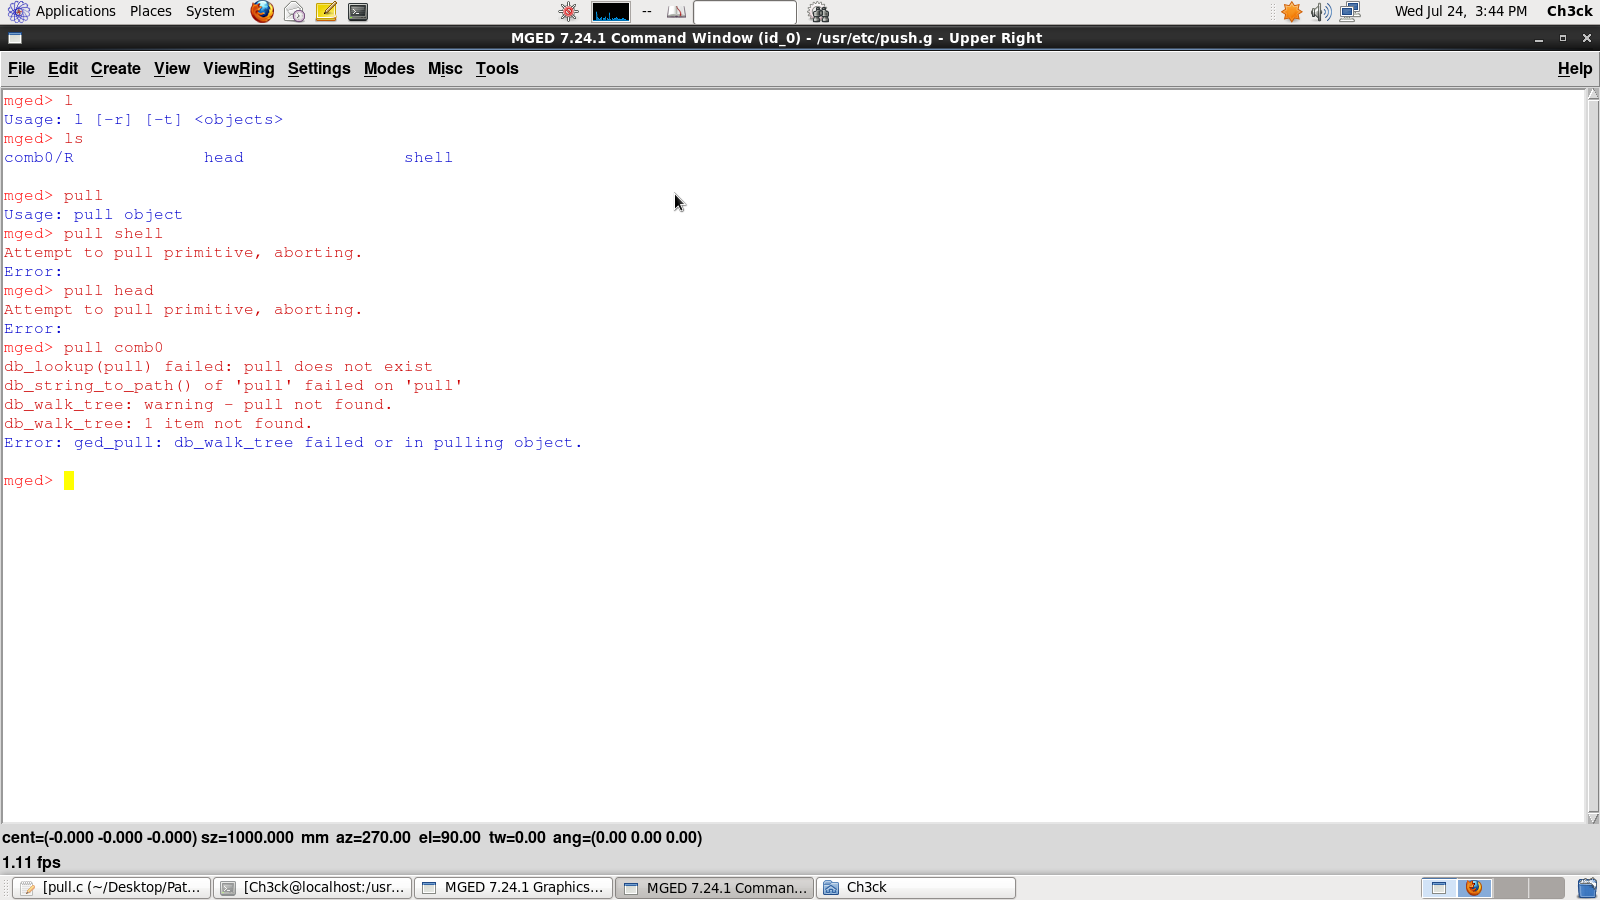 Applications Places System
-- Wed Jul 24, 3:44 PM Ch3ck
MGED 7.24.1 Command Window (id_0) - /usr/etc/push.g - Upper Right
File Edit Create View ViewRing Settings Modes Misc Tools Help
mged> l
Usage: l [-r] [-t] <objects>
mged> ls
comb0/R head shell
mged> pull
Usage: pull object
mged> pull shell
Attempt to pull primitive, aborting.
Error:
mged> pull head
Attempt to pull primitive, aborting.
Error:
mged> pull comb0
db_lookup(pull) failed: pull does not exist
db_string_to_path() of 'pull' failed on 'pull'
db_walk_tree: warning - pull not found.
db_walk_tree: 1 item not found.
Error: ged_pull: db_walk_tree failed or in pulling object.
mged>
cent=(-0.000 -0.000 -0.000) sz=1000.000 mm az=270.00 el=90.00 tw=0.00 ang=(0.00 0.00 0.00)
1.11 fps
[pull.c (~/Desktop/Pat... [Ch3ck@localhost:/usr... MGED 7.24.1 Graphics... MGED 7.24.1 Comman... Ch3ck